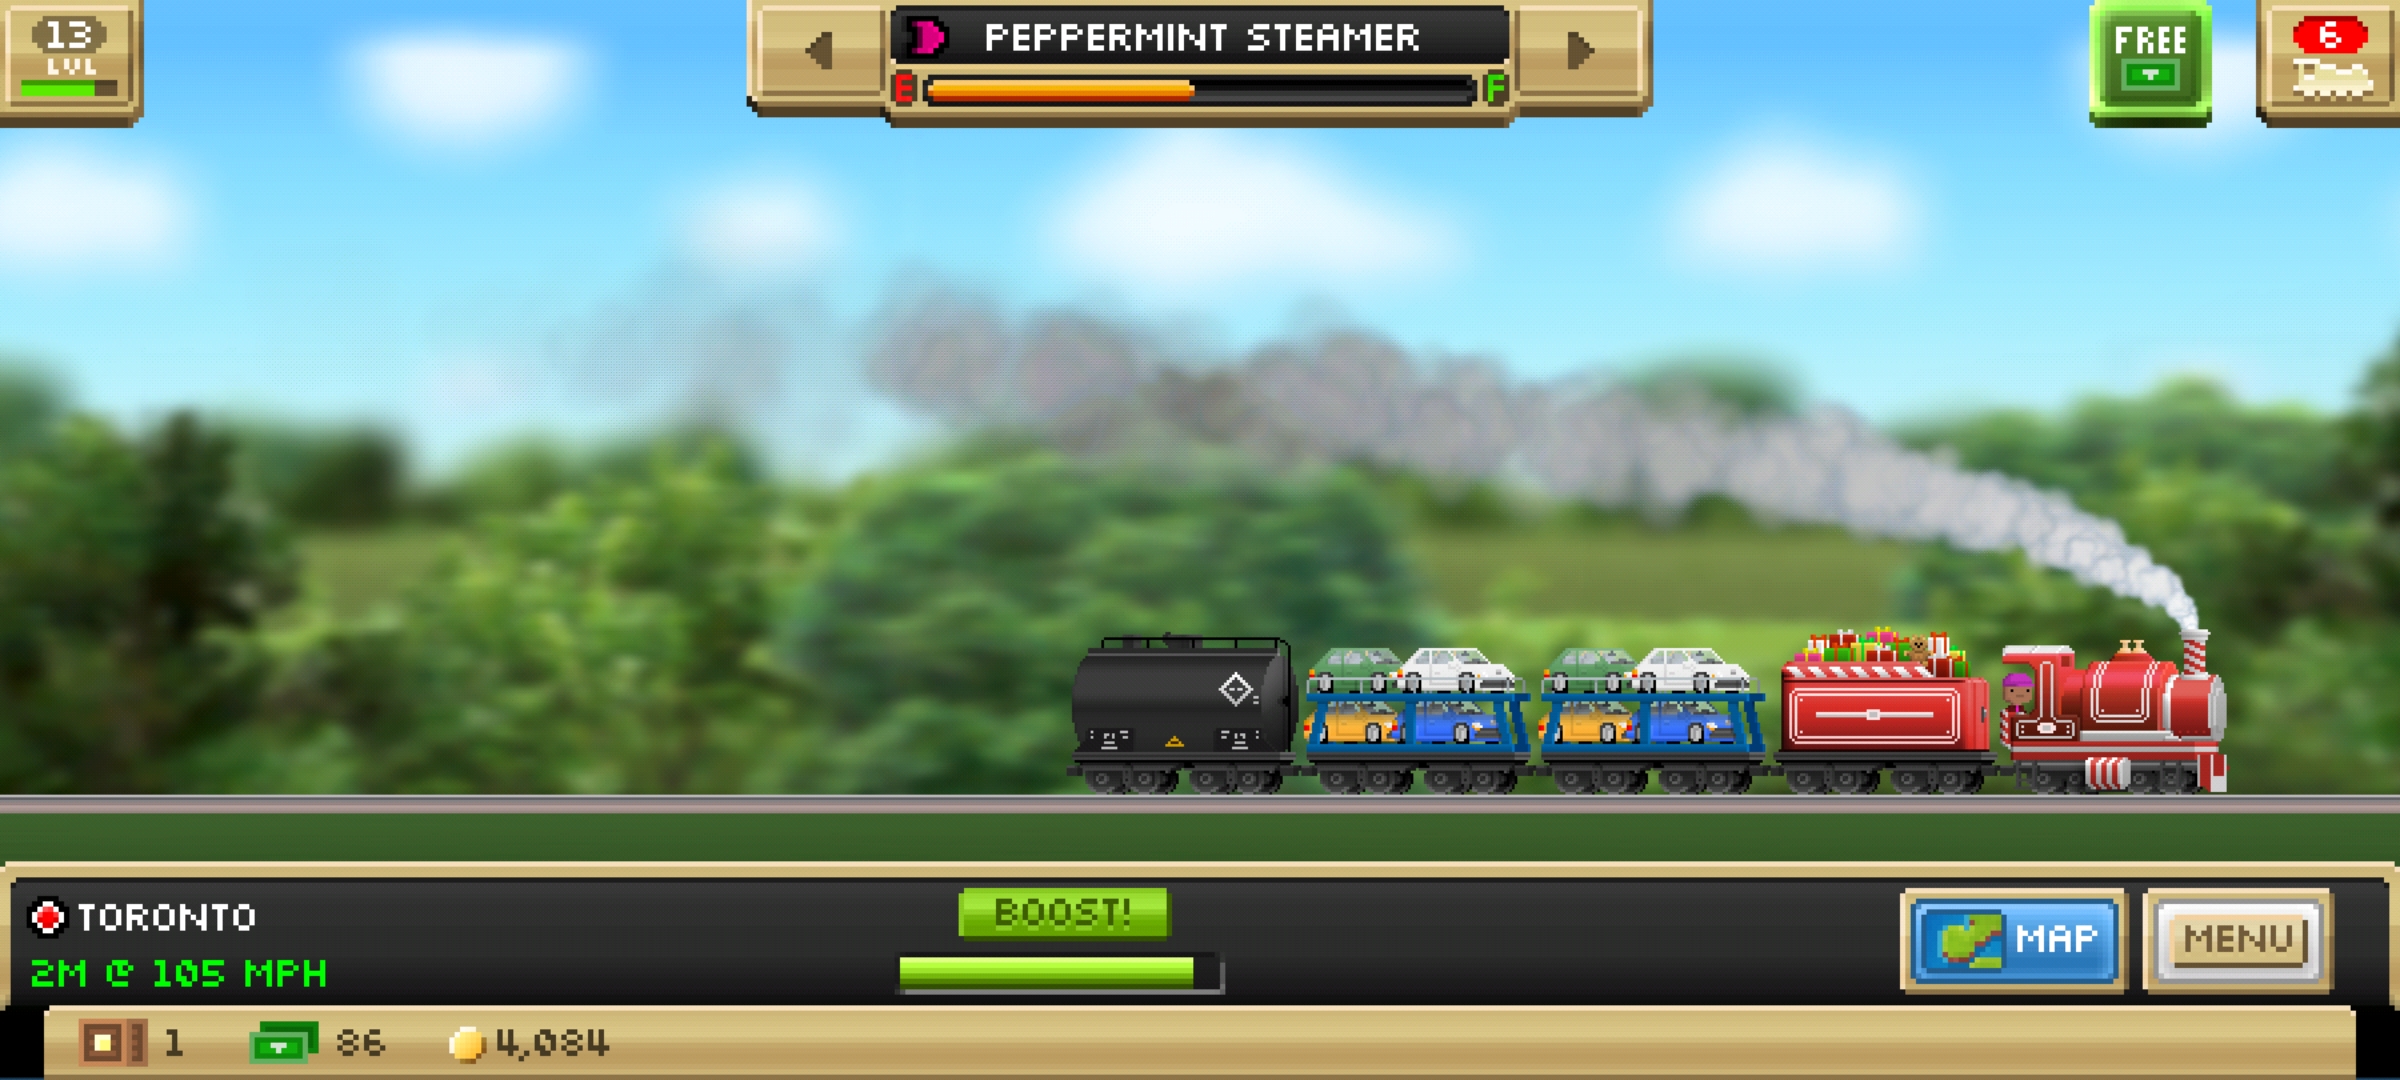 13
LVL
PEPPERMINT STEAMER
E
F
FREE
6
TORONTO
2M @ 105 MPH
BOOST!
MAP
MENU
1
86
4,084